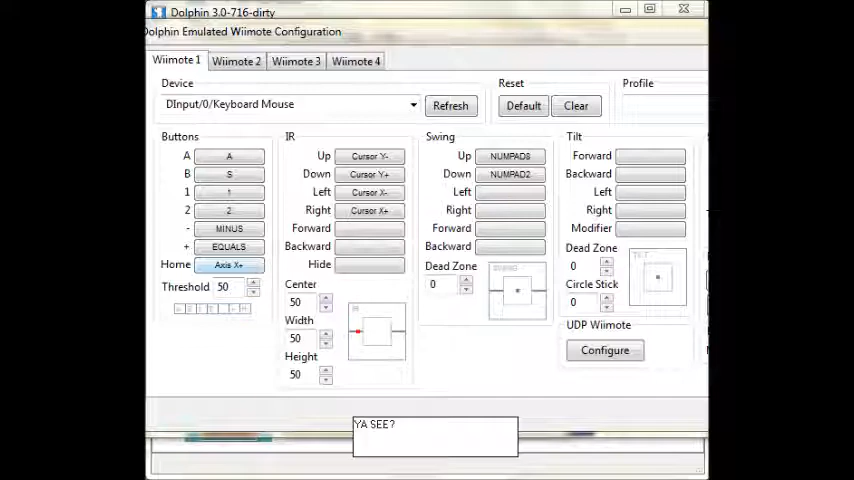 Dolphin 3.0-716-dirty
Dolphin Emulated Wiimote Configuration
Wiimote 1 Wiimote 2 Wiimote 3 Wiimote 4
Device Reset Profile
DInput/0/Keyboard Mouse Refresh Default Clear
Buttons IR Swing Tilt
A A Up Cursor Y- Up NUMPAD8 Forward
B S Down Cursor Y+ Down NUMPAD2 Backward
1 1 Left Cursor X- Left Left
2 2 Right Cursor X+ Right Right
- MINUS Forward Forward Modifier
+ EQUALS Backward Backward Dead Zone
Home Axis X+ Hide Dead Zone 0
Threshold 50 Center 0 Circle Stick
50 0
Width UDP Wiimote
50 Configure
Height
50
YA SEE?